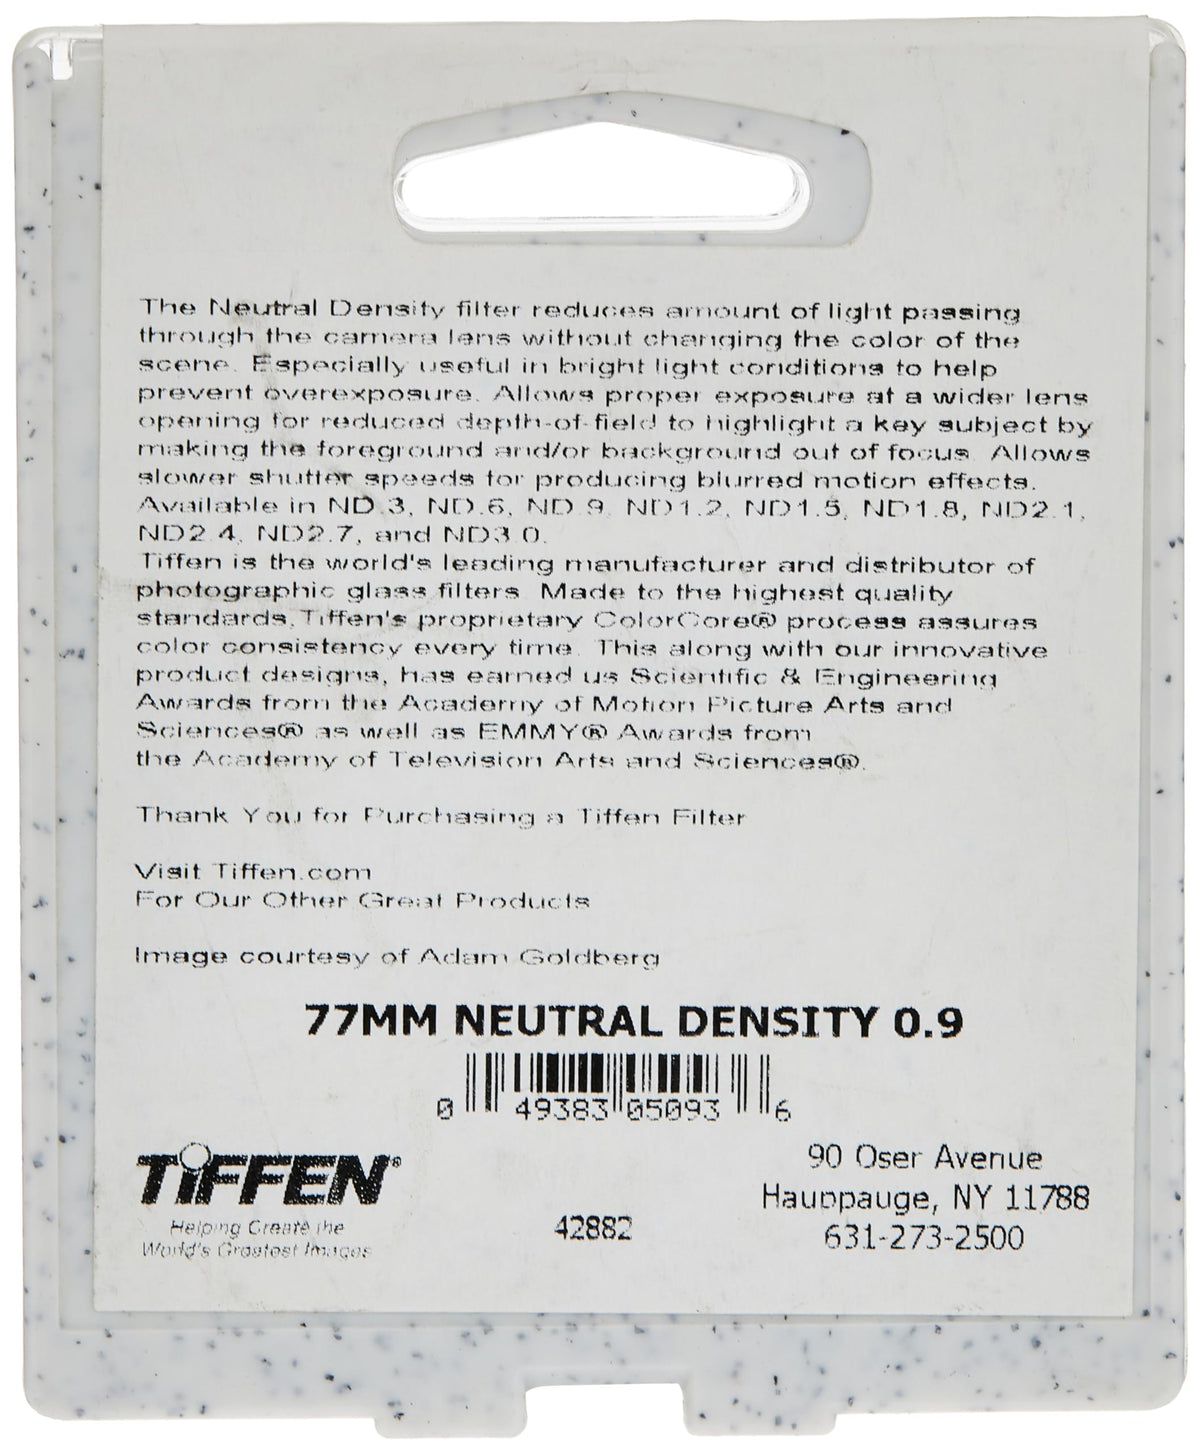 The Neutral Density filter reduces amount of light passing
through the camera lens without changing the color of the
scene. Especially useful in bright light conditions to help
prevent overexposure. Allows proper exposure at a wider lens
opening for reduced depth-of-field to highlight a key subject by
making the foreground and/or background out of focus. Allows
slower shutter speeds for producing blurred motion effects.
Available in ND.3, ND.6, ND.9, ND1.2, ND1.5, ND1.8, ND2.1,
ND2.4, ND2.7, and ND3.0.
Tiffen is the world's leading manufacturer and distributor of
photographic glass filters. Made to the highest quality
standards, Tiffen's proprietary ColorCore® process assures
color consistency every time. This along with our innovative
product designs, has earned us Scientific & Engineering
Awards from the Academy of Motion Picture Arts and
Sciences® as well as EMMY® Awards from
the Academy of Television Arts and Sciences®.
Thank You for Purchasing a Tiffen Filter
Visit Tiffen.com
For Our Other Great Products
Image courtesy of Adam Goldberg
77MM NEUTRAL DENSITY 0.9
0 49383 05093 6
TIFFEN®
Helping Create the
World's Greatest Images
42882
90 Oser Avenue
Hauppauge, NY 11788
631-273-2500